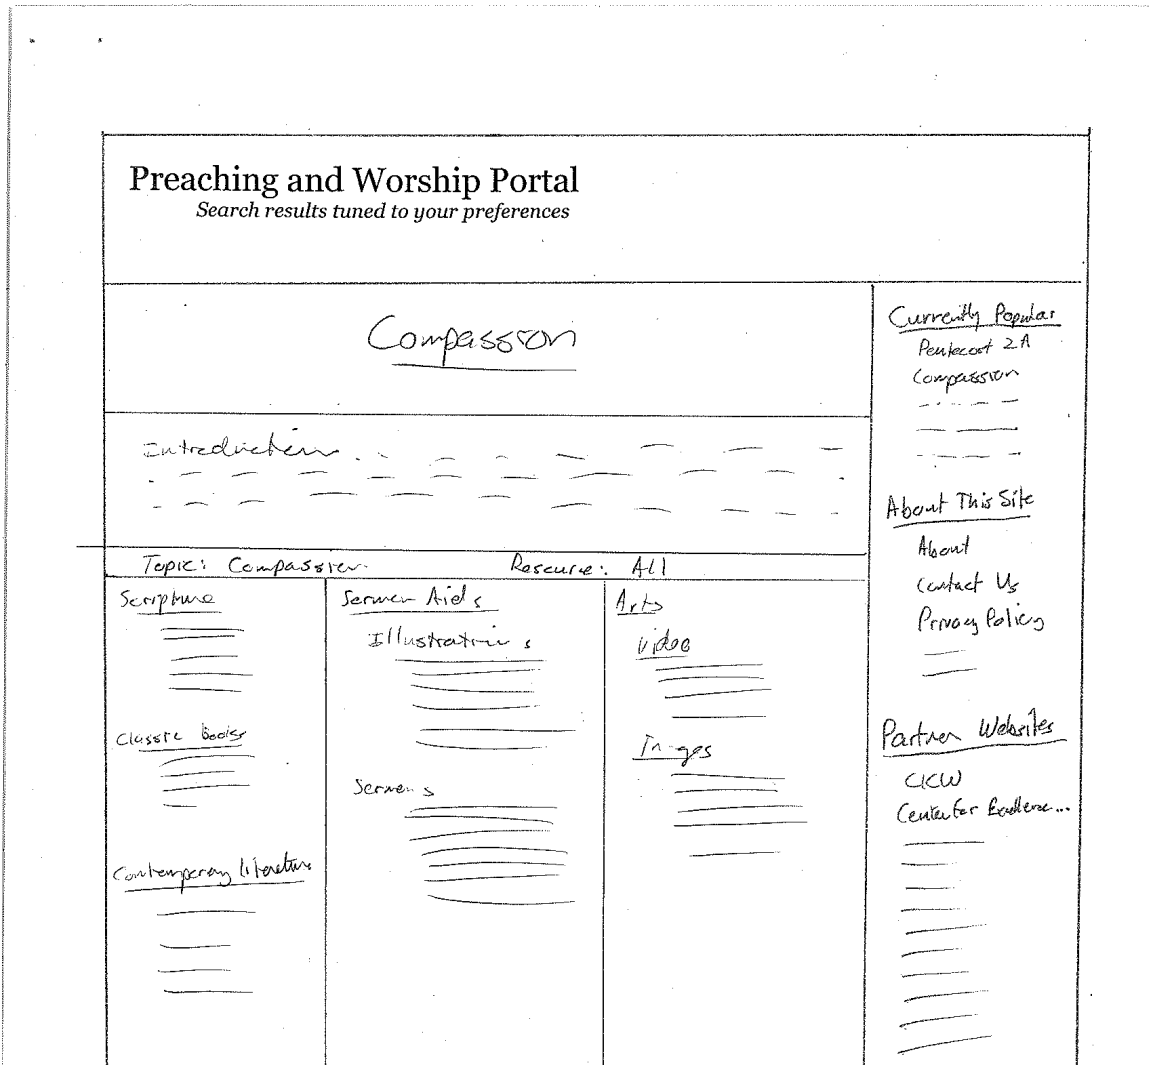 Preaching and Worship Portal
Search results tuned to your preferences
Compassion
Introduction
Topic: Compassion
Resource: All
Scripture
Classic books
Contemporary literature
Sermon Aids
Illustrations
Sermons
Arts
Video
Images
Currently Popular
Pentecost 2A
Compassion
About This Site
About
Contact Us
Privacy Policy
Partner Websites
CICW
Center for Excellence...